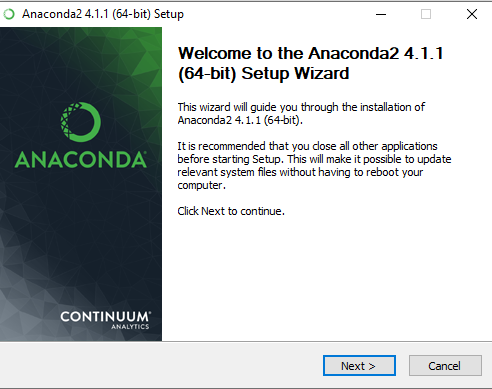 Anaconda2 4.1.1 (64-bit) Setup
Welcome to the Anaconda2 4.1.1
(64-bit) Setup Wizard
This wizard will guide you through the installation of
Anaconda2 4.1.1 (64-bit).
It is recommended that you close all other applications
before starting Setup. This will make it possible to update
relevant system files without having to reboot your
computer.
Click Next to continue.
ANACONDA®
CONTINUUM®
ANALYTICS
Next >
Cancel